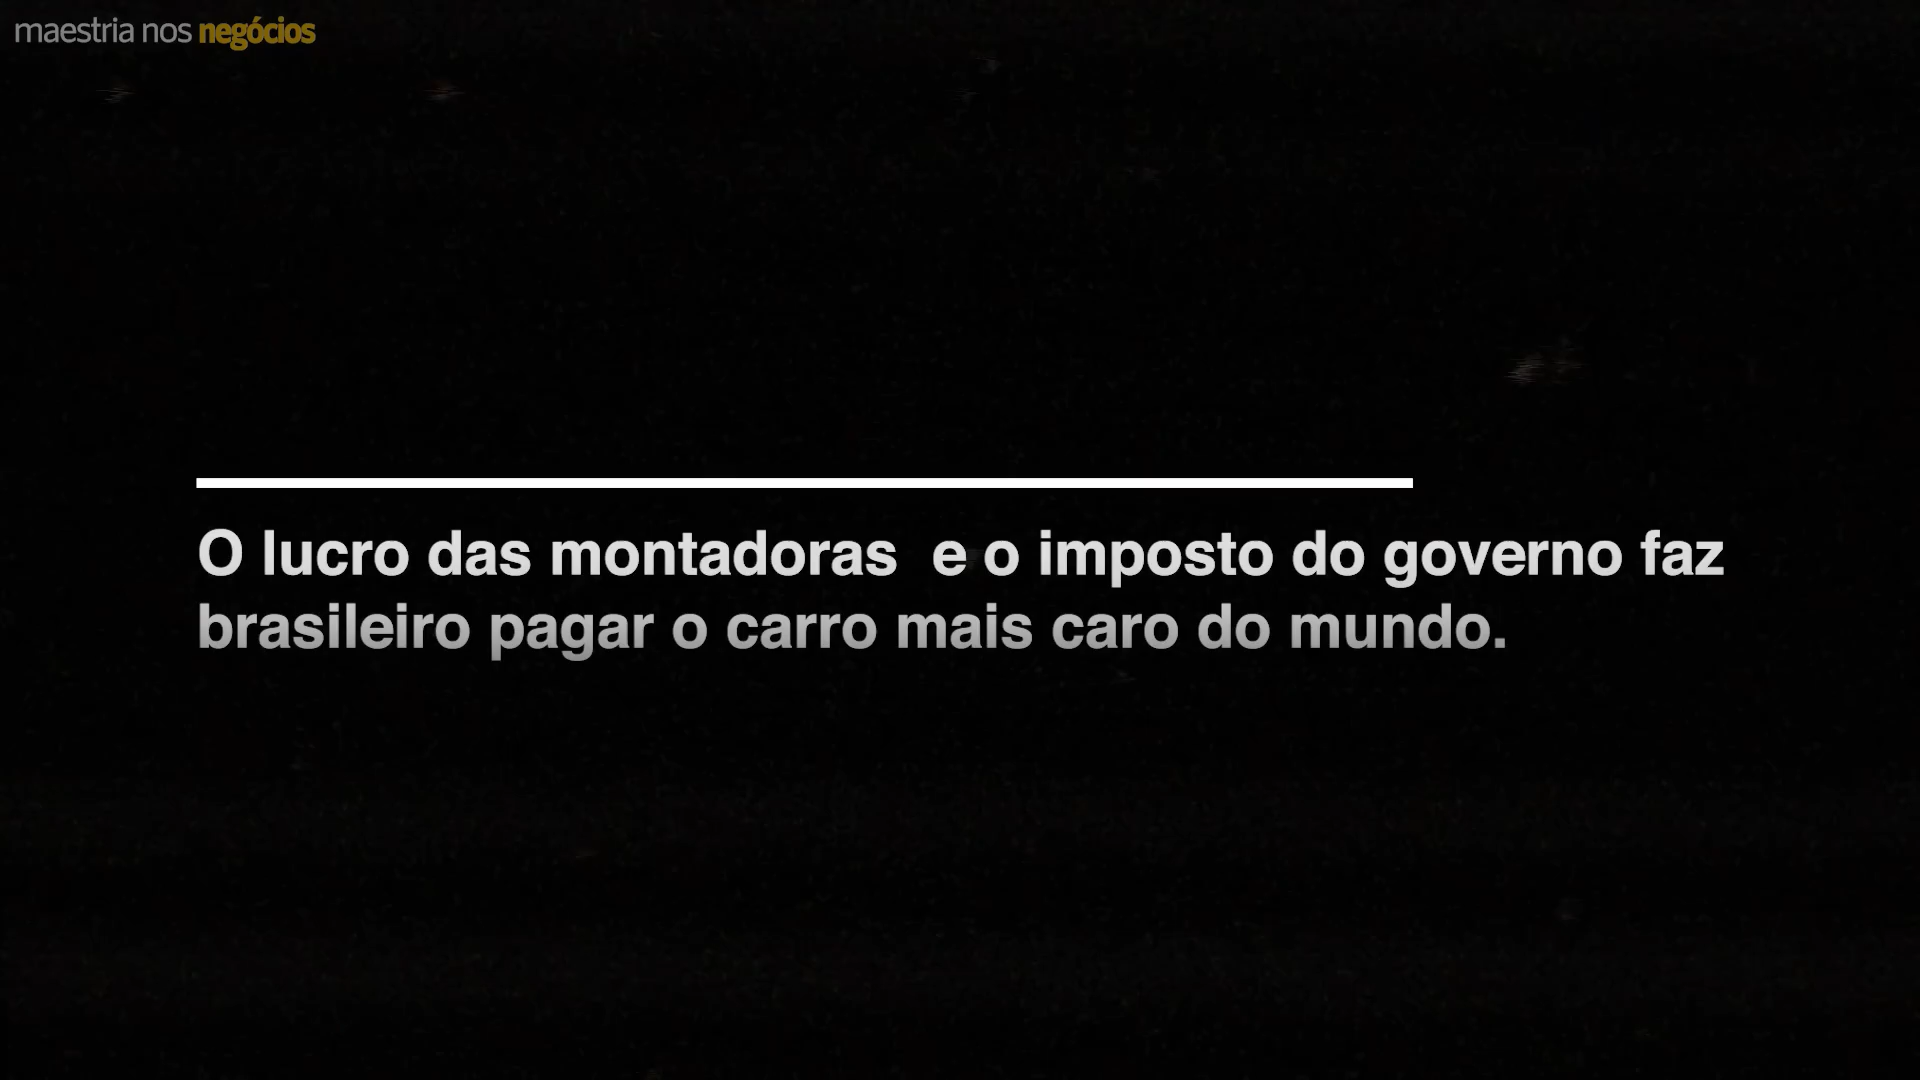 maestria nos negócios
O lucro das montadoras  e o imposto do governo faz
brasileiro pagar o carro mais caro do mundo.